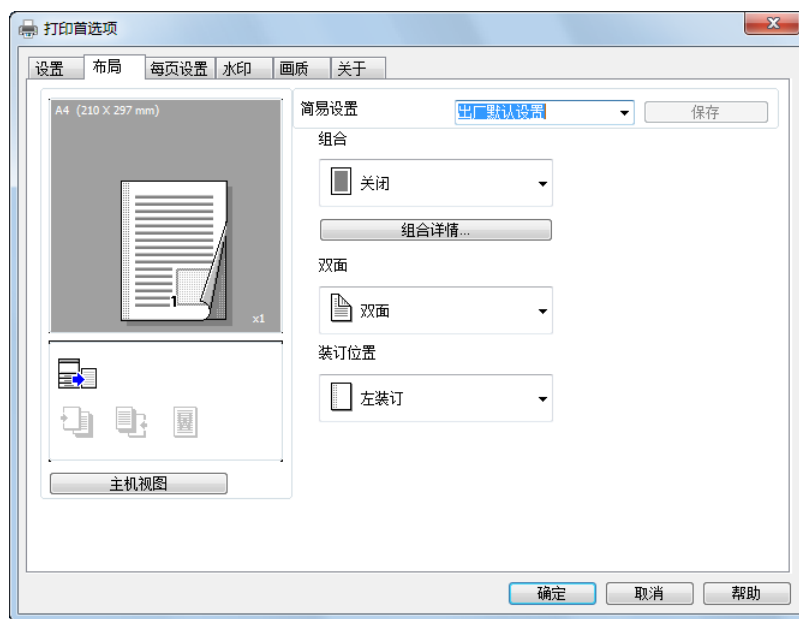 打印首选项
设置 布局 每页设置 水印 画质 关于
A4 (210 X 297 mm)
1
x1
主机视图
简易设置 出厂默认设置 保存
组合
关闭
组合详情...
双面
双面
装订位置
左装订
确定 取消 帮助